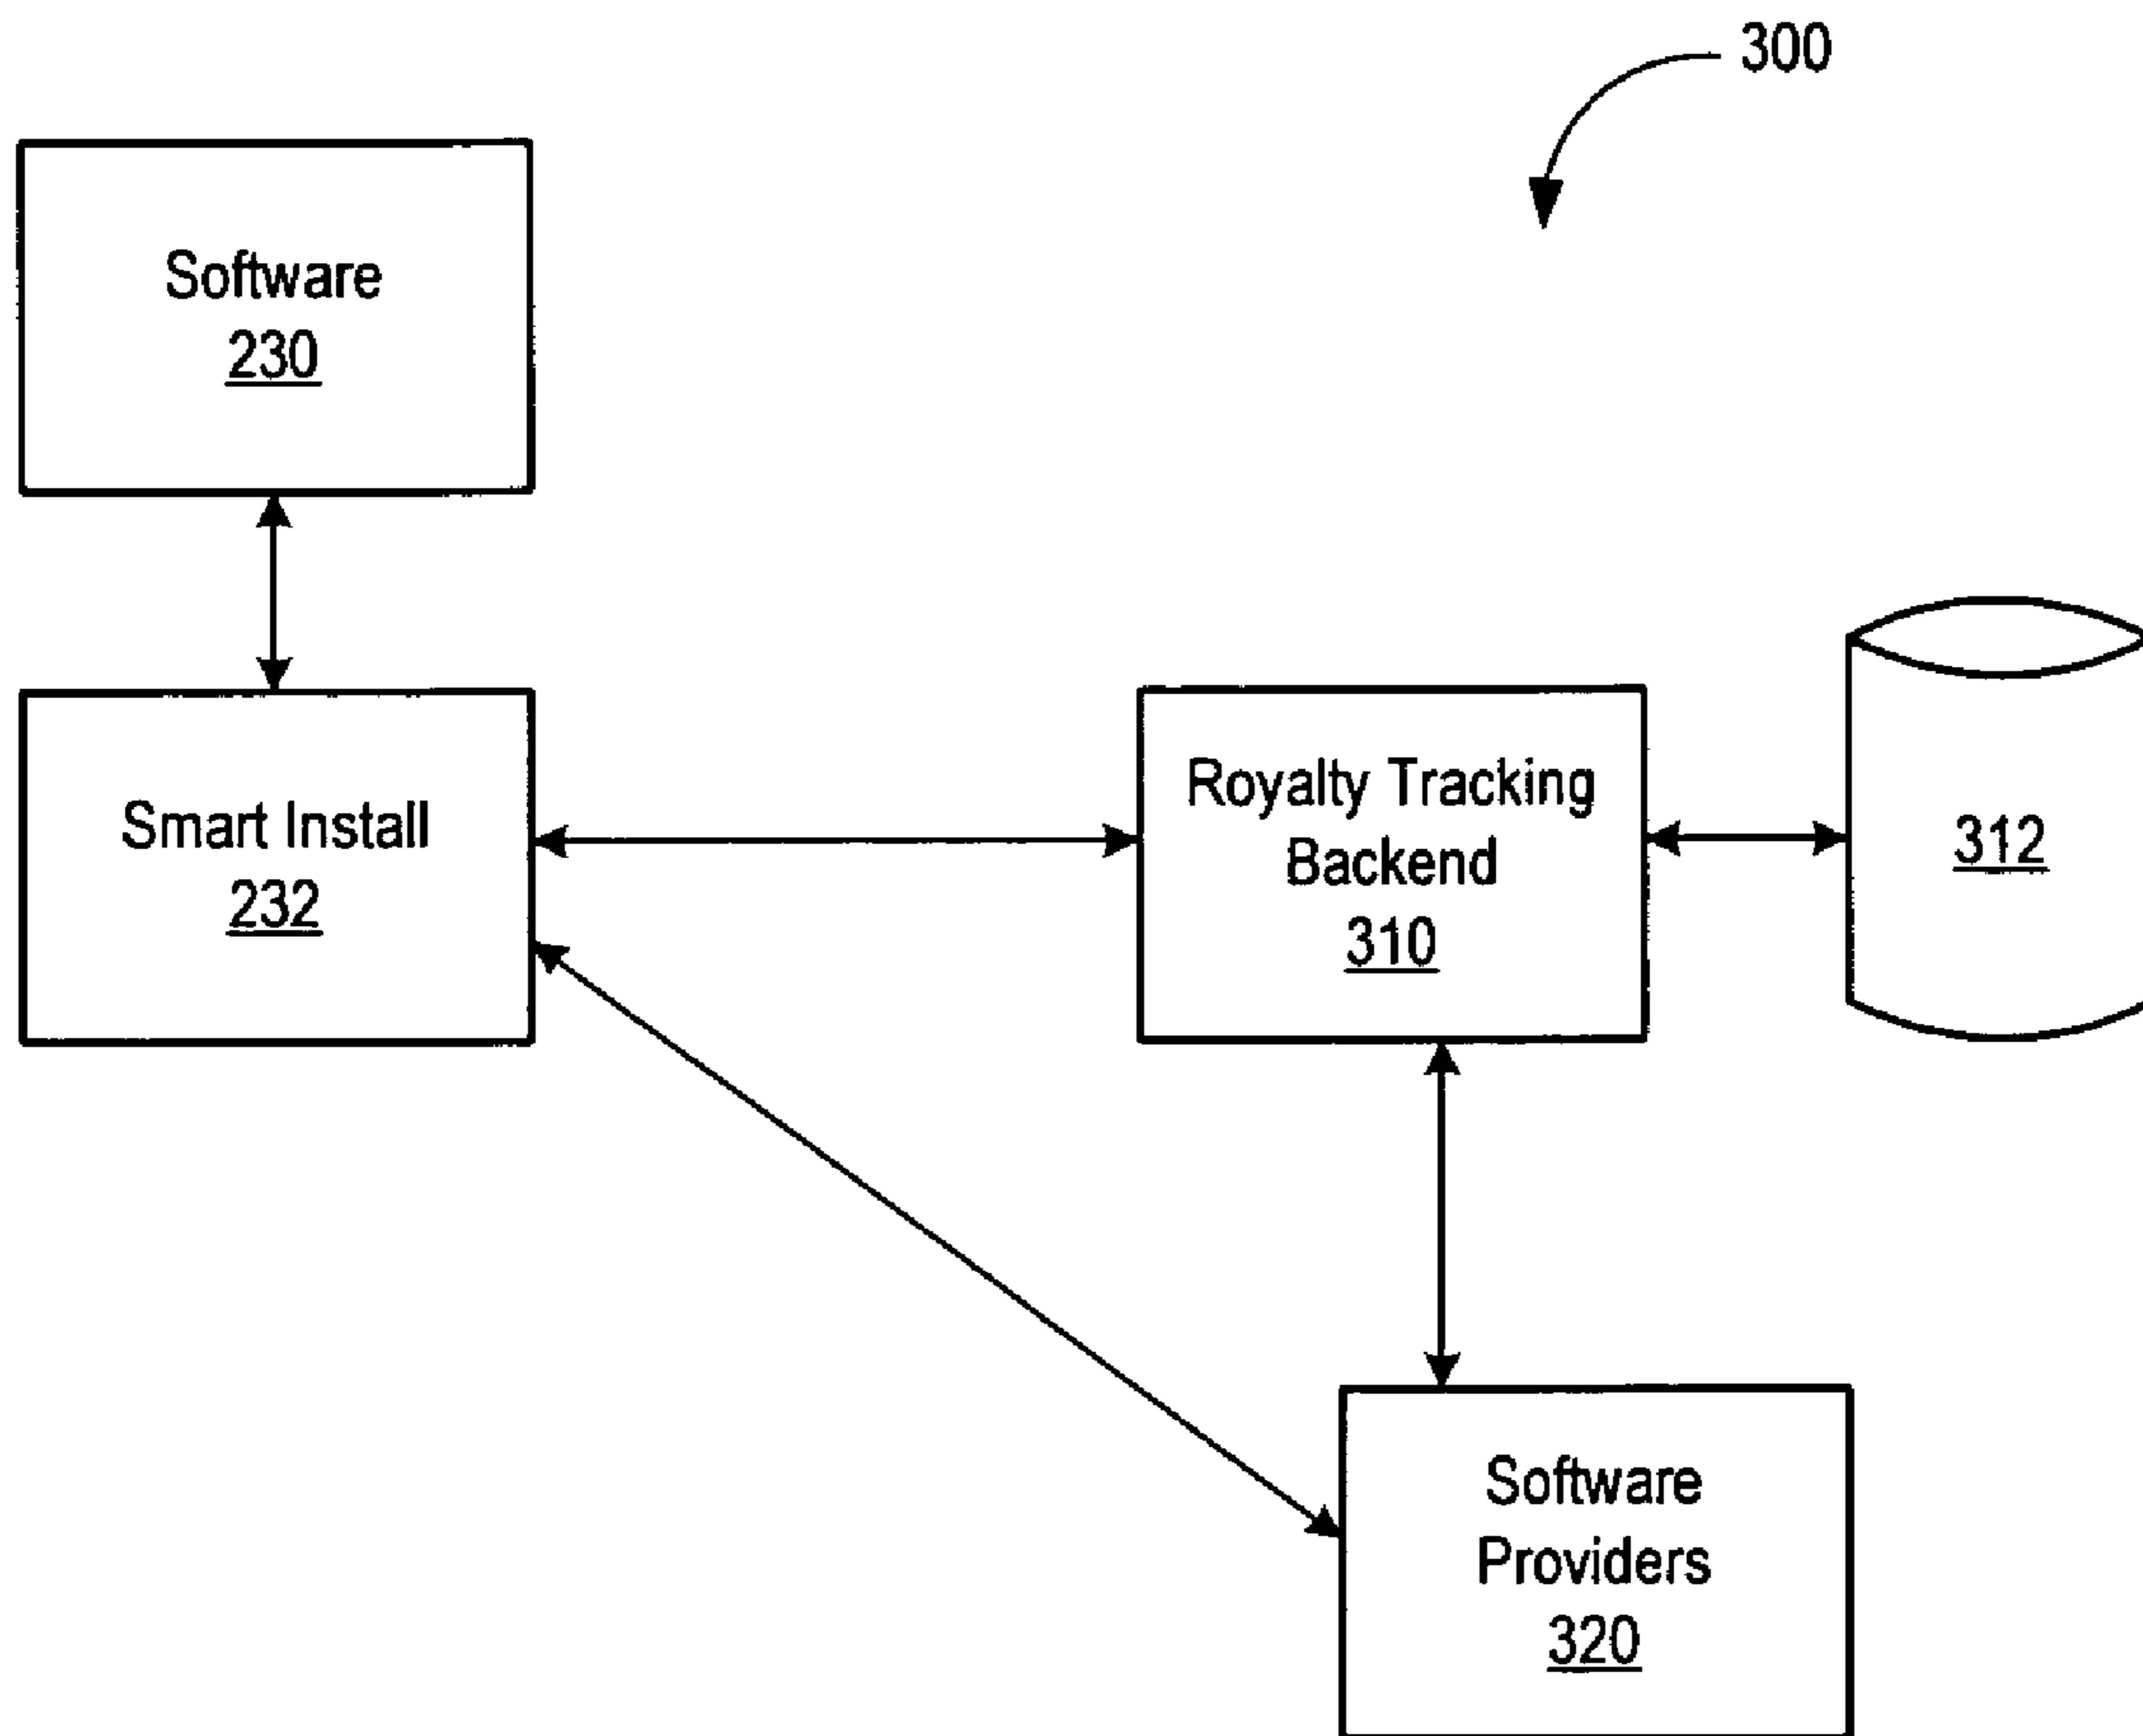 300
Software
230
Smart Install
232
Royalty Tracking
Backend
310
312
Software
Providers
320